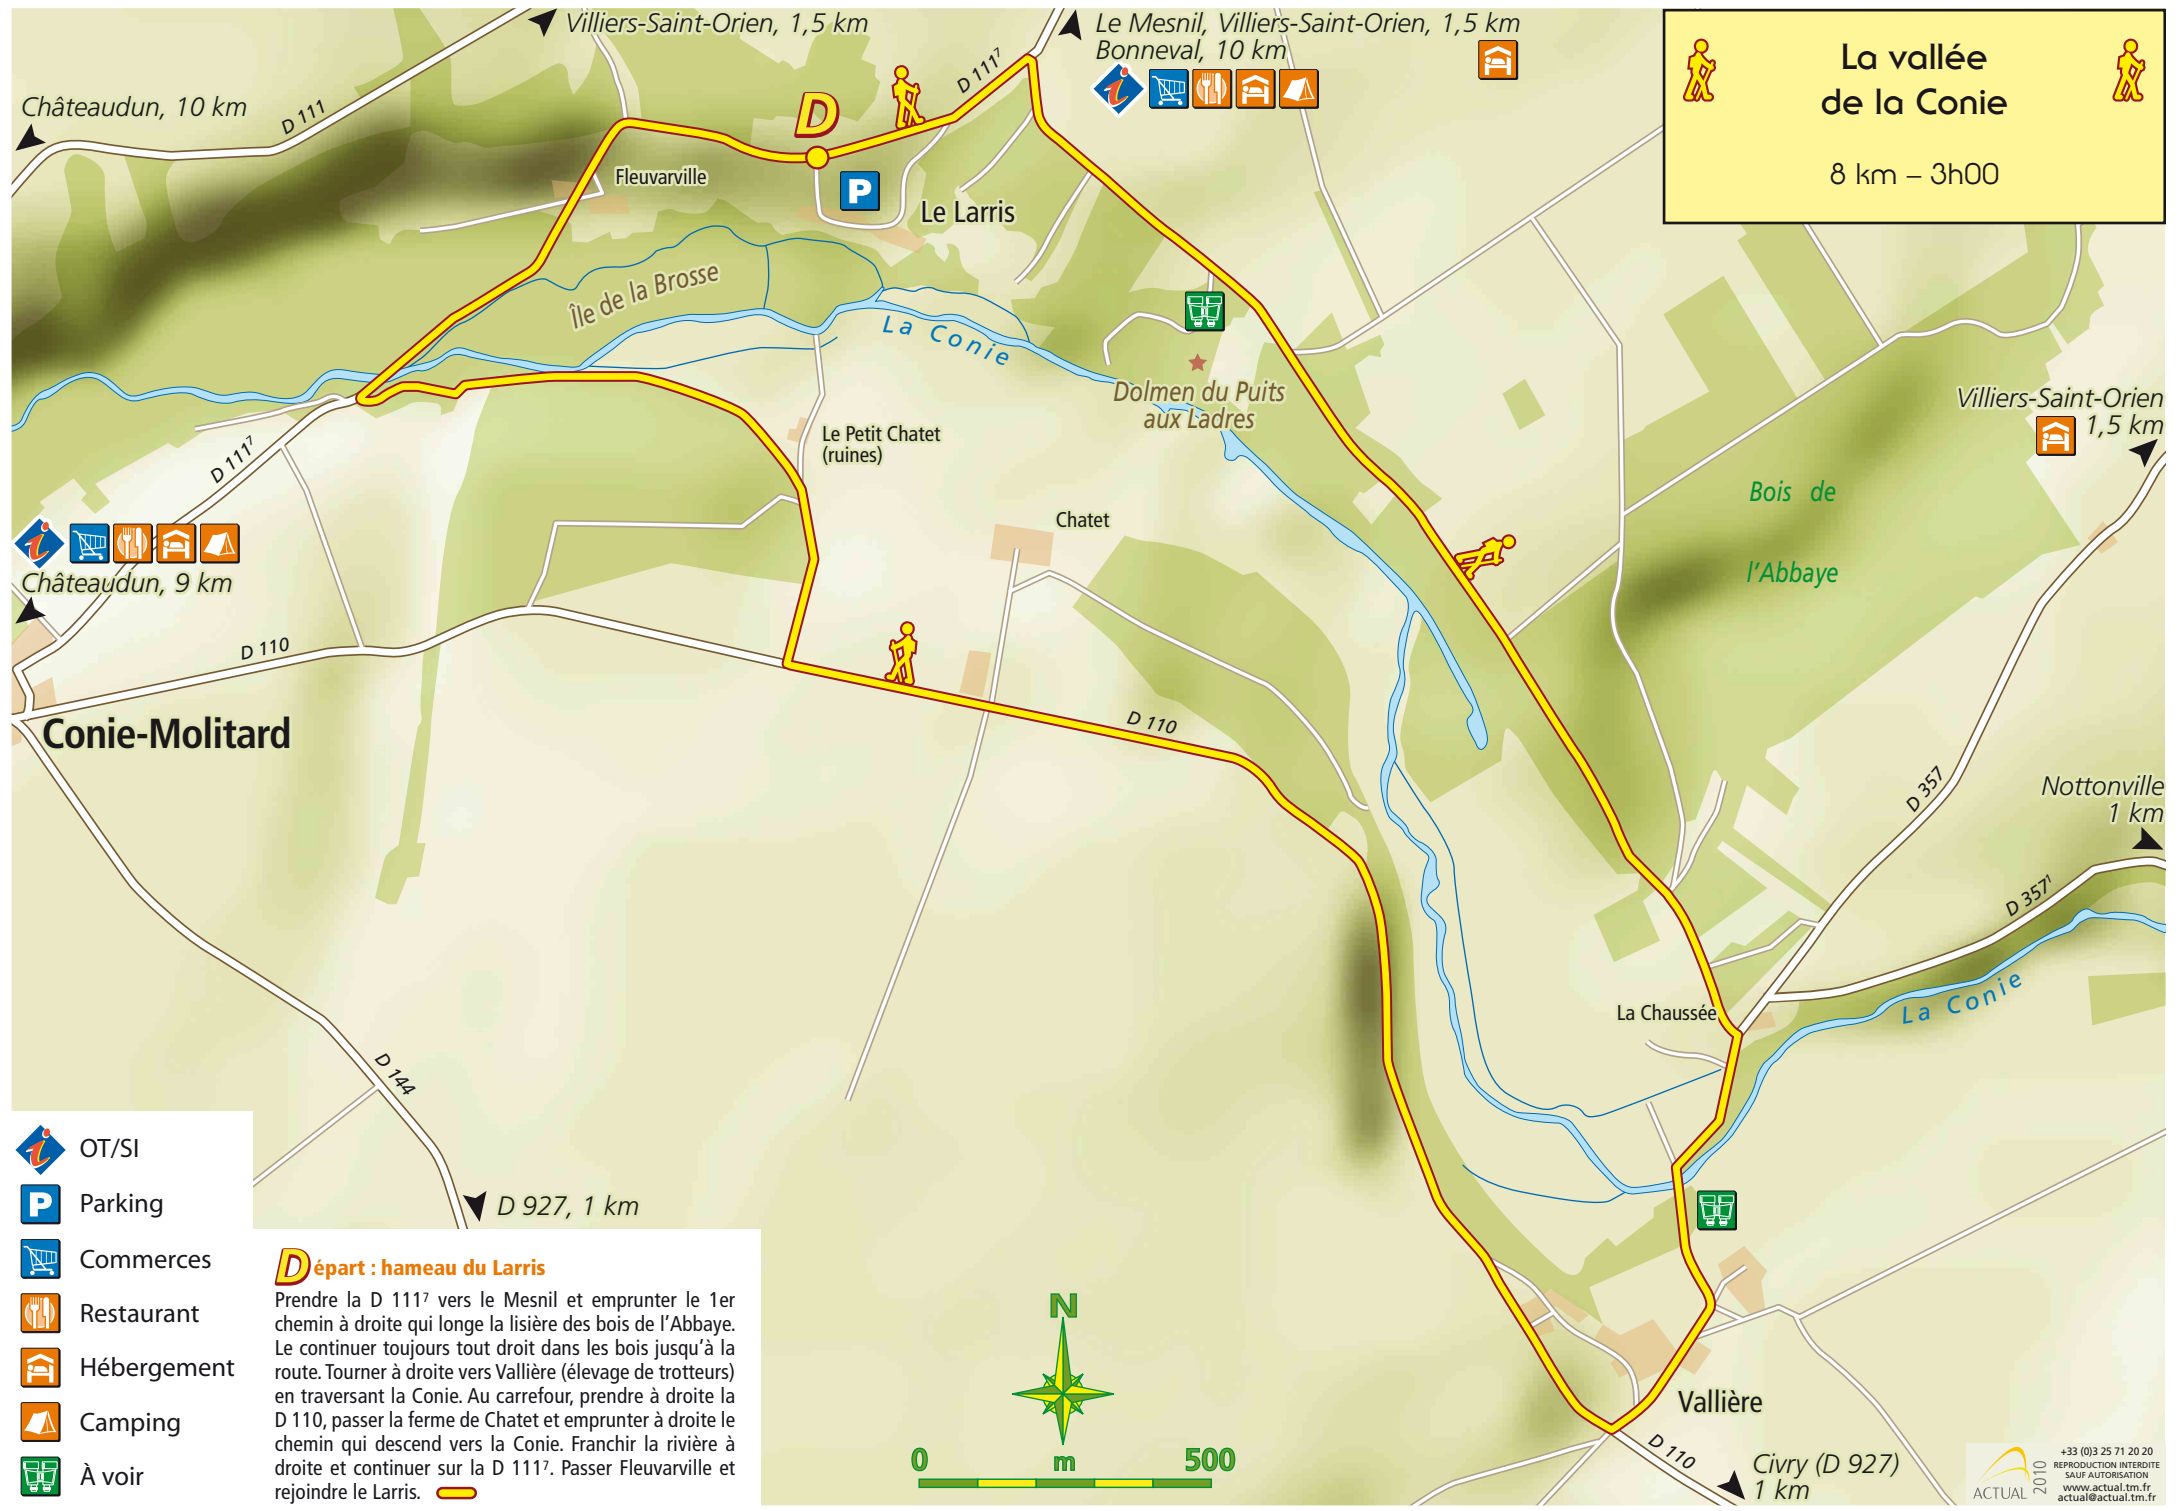 Villiers-Saint-Orien, 1,5 km
Le Mesnil, Villiers-Saint-Orien, 1,5 km
Bonneval, 10 km
La vallée
de la Conie
8 km – 3h00
Châteaudun, 10 km
D 111
D 111⁷
D
P
Fleuvarville
Le Larris
Île de la Brosse
La Conie
Dolmen du Puits
aux Ladres
Villiers-Saint-Orien
1,5 km
D 111⁷
Le Petit Chatet
(ruines)
Chatet
Bois de
l'Abbaye
Châteaudun, 9 km
D 110
Conie-Molitard
D 110
D 357
Nottonville
1 km
D 357¹
La Conie
La Chaussée
D 144
D 927, 1 km
OT/SI
P Parking
Commerces
Restaurant
Hébergement
Camping
À voir
Départ : hameau du Larris
Prendre la D 111⁷ vers le Mesnil et emprunter le 1er
chemin à droite qui longe la lisière des bois de l'Abbaye.
Le continuer toujours tout droit dans les bois jusqu'à la
route. Tourner à droite vers Vallière (élevage de trotteurs)
en traversant la Conie. Au carrefour, prendre à droite la
D 110, passer la ferme de Chatet et emprunter à droite le
chemin qui descend vers la Conie. Franchir la rivière à
droite et continuer sur la D 111⁷. Passer Fleuvarville et
rejoindre le Larris.
N
0 m 500
Vallière
D 110
Civry (D 927)
1 km
ACTUAL 2010
+33 (0)3 25 71 20 20
REPRODUCTION INTERDITE
SAUF AUTORISATION
www.actual.tm.fr
actual@actual.tm.fr